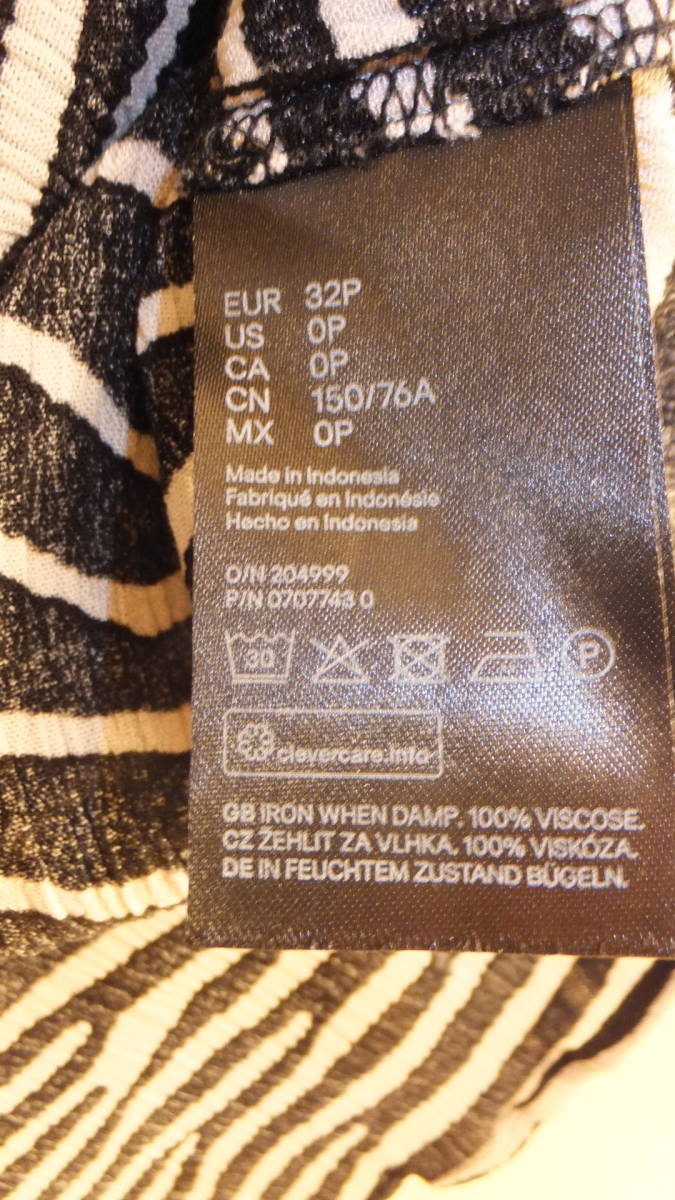 EUR 32P
US 0P
CA 0P
CN 150/76A
MX 0P
Made in Indonesia
Fabriqué en Indonésie
Hecho en Indonesia
O/N 204999
P/N 0707743 0
30 P
clevercare.info
GB IRON WHEN DAMP. 100% VISCOSE.
CZ ŽEHLIT ZA VLHKA. 100% VISKÓZA.
DE IN FEUCHTEM ZUSTAND BÜGELN.